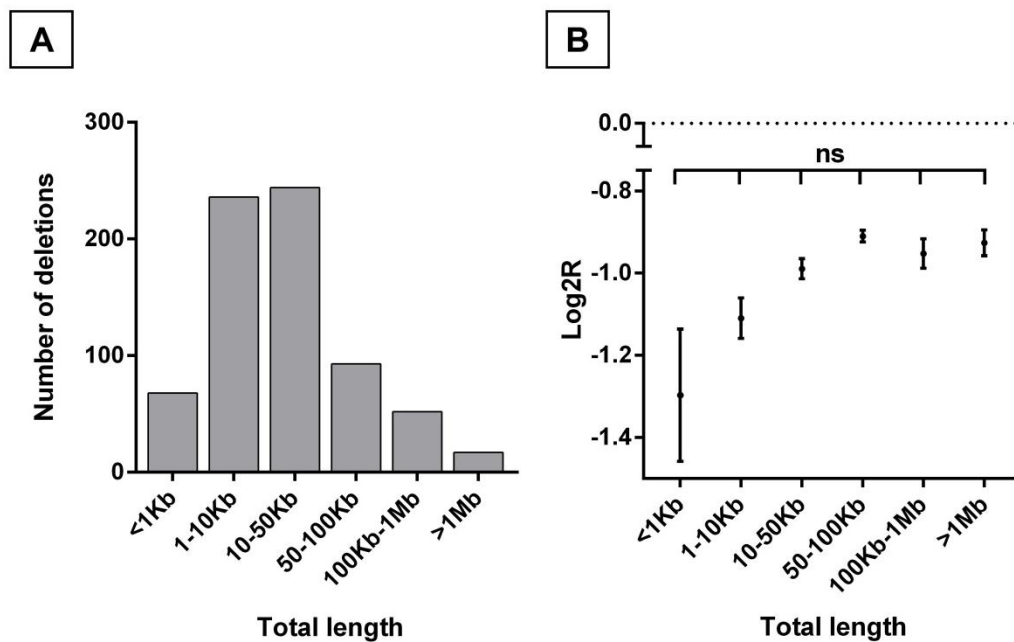 A
Number of deletions
300
200
100
0
<1Kb
1-10Kb
10-50Kb
50-100Kb
100Kb-1Mb
>1Mb
Total length
B
Log2R
0.0
ns
-0.8
-1.0
-1.2
-1.4
<1Kb
1-10Kb
10-50Kb
50-100Kb
100Kb-1Mb
>1Mb
Total length